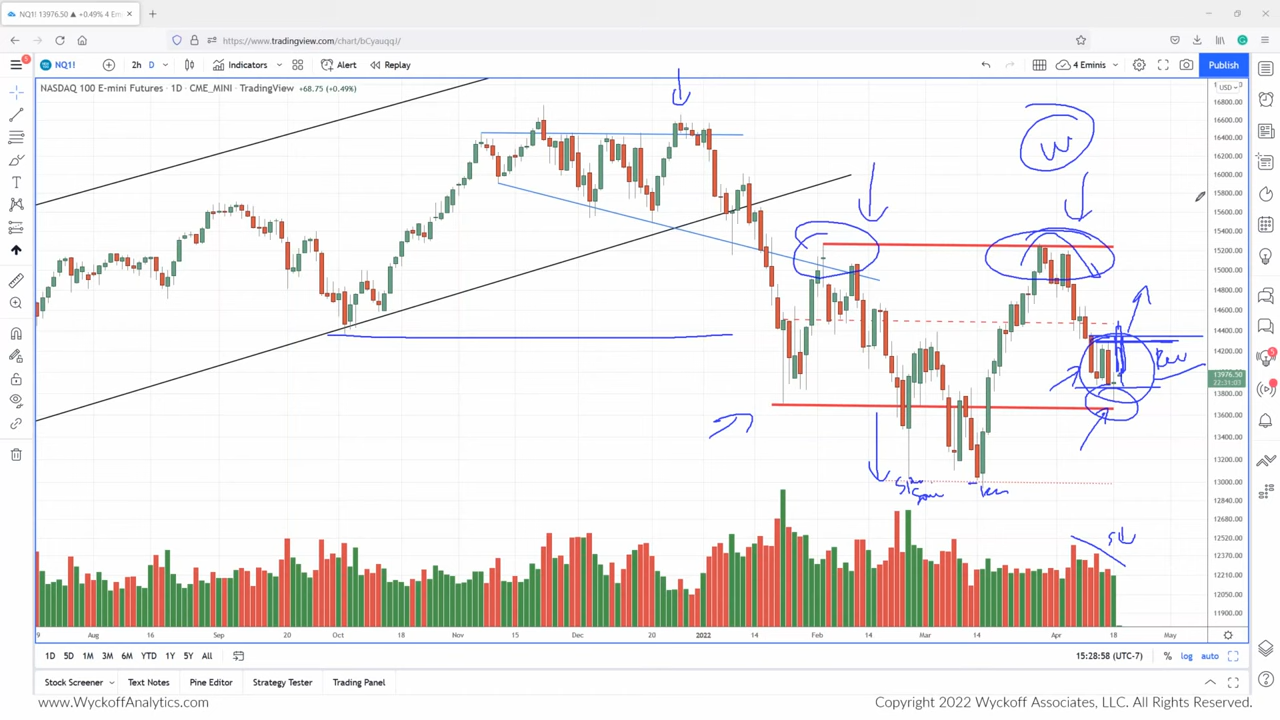 NQ1! 13976.50 ▲ +0.49% 4 Emi
https://www.tradingview.com/chart/bCyauqqJ/
NQ1!
2h D
Indicators
Alert
Replay
4 Eminis
Publish
NASDAQ 100 E-mini Futures · 1D · CME_MINI · TradingView +68.75 (+0.49%)
USD
16800.00
16600.00
16400.00
16200.00
16000.00
15800.00
15600.00
15400.00
15200.00
15000.00
14800.00
14600.00
14400.00
14200.00
13976.50
22:31:03
13800.00
13600.00
13400.00
13200.00
13000.00
12840.00
12680.00
12520.00
12370.00
12210.00
12050.00
11900.00
9 Aug 16 Sep 20 Oct 18 Nov 15 Dec 20 2022 14 Feb 14 Mar 14 Apr 18 May
1D 5D 1M 3M 6M YTD 1Y 5Y All
15:28:58 (UTC-7) % log auto
Stock Screener Text Notes Pine Editor Strategy Tester Trading Panel
www.WyckoffAnalytics.com
Copyright 2022 Wyckoff Associates, LLC. All Rights Reserved.